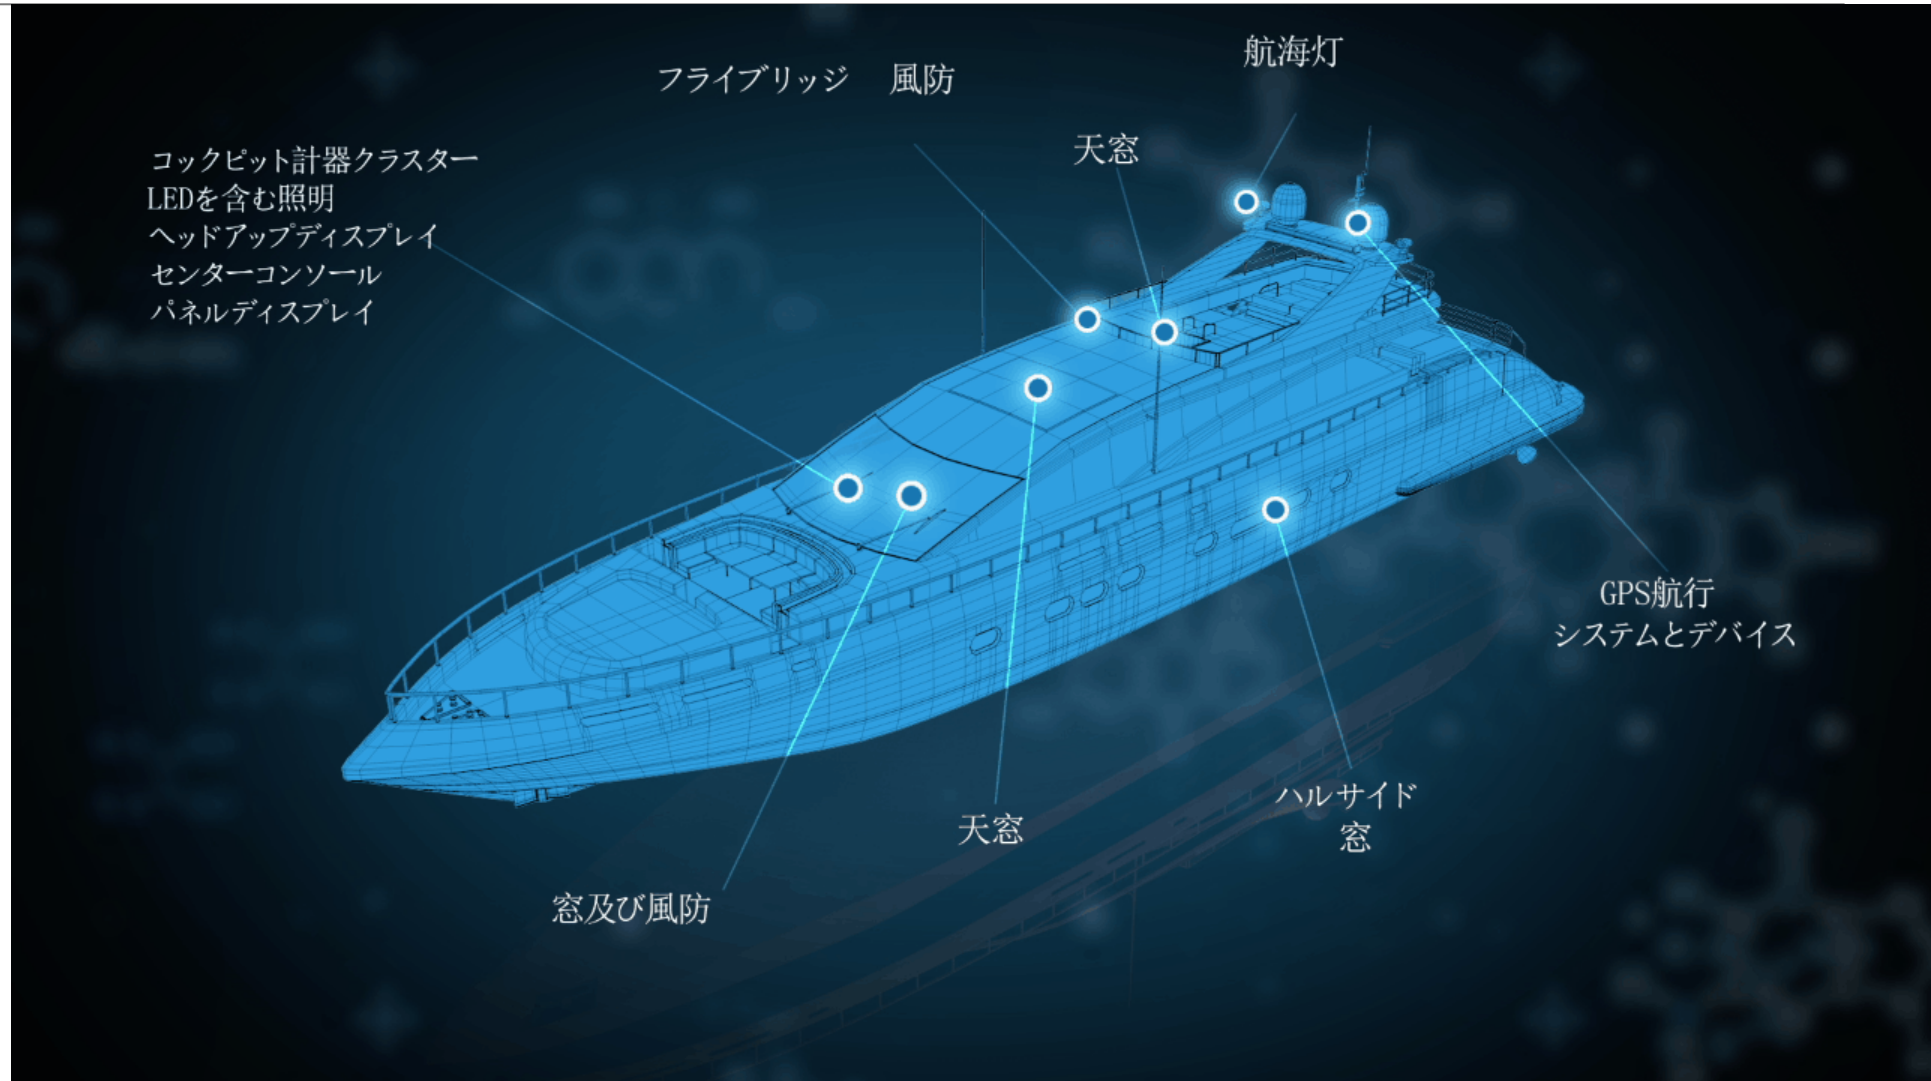 航海灯
フライブリッジ 風防
天窓
コックピット計器クラスター
LEDを含む照明
ヘッドアップディスプレイ
センターコンソール
パネルディスプレイ
GPS航行
システムとデバイス
ハルサイド
窓
天窓
窓及び風防